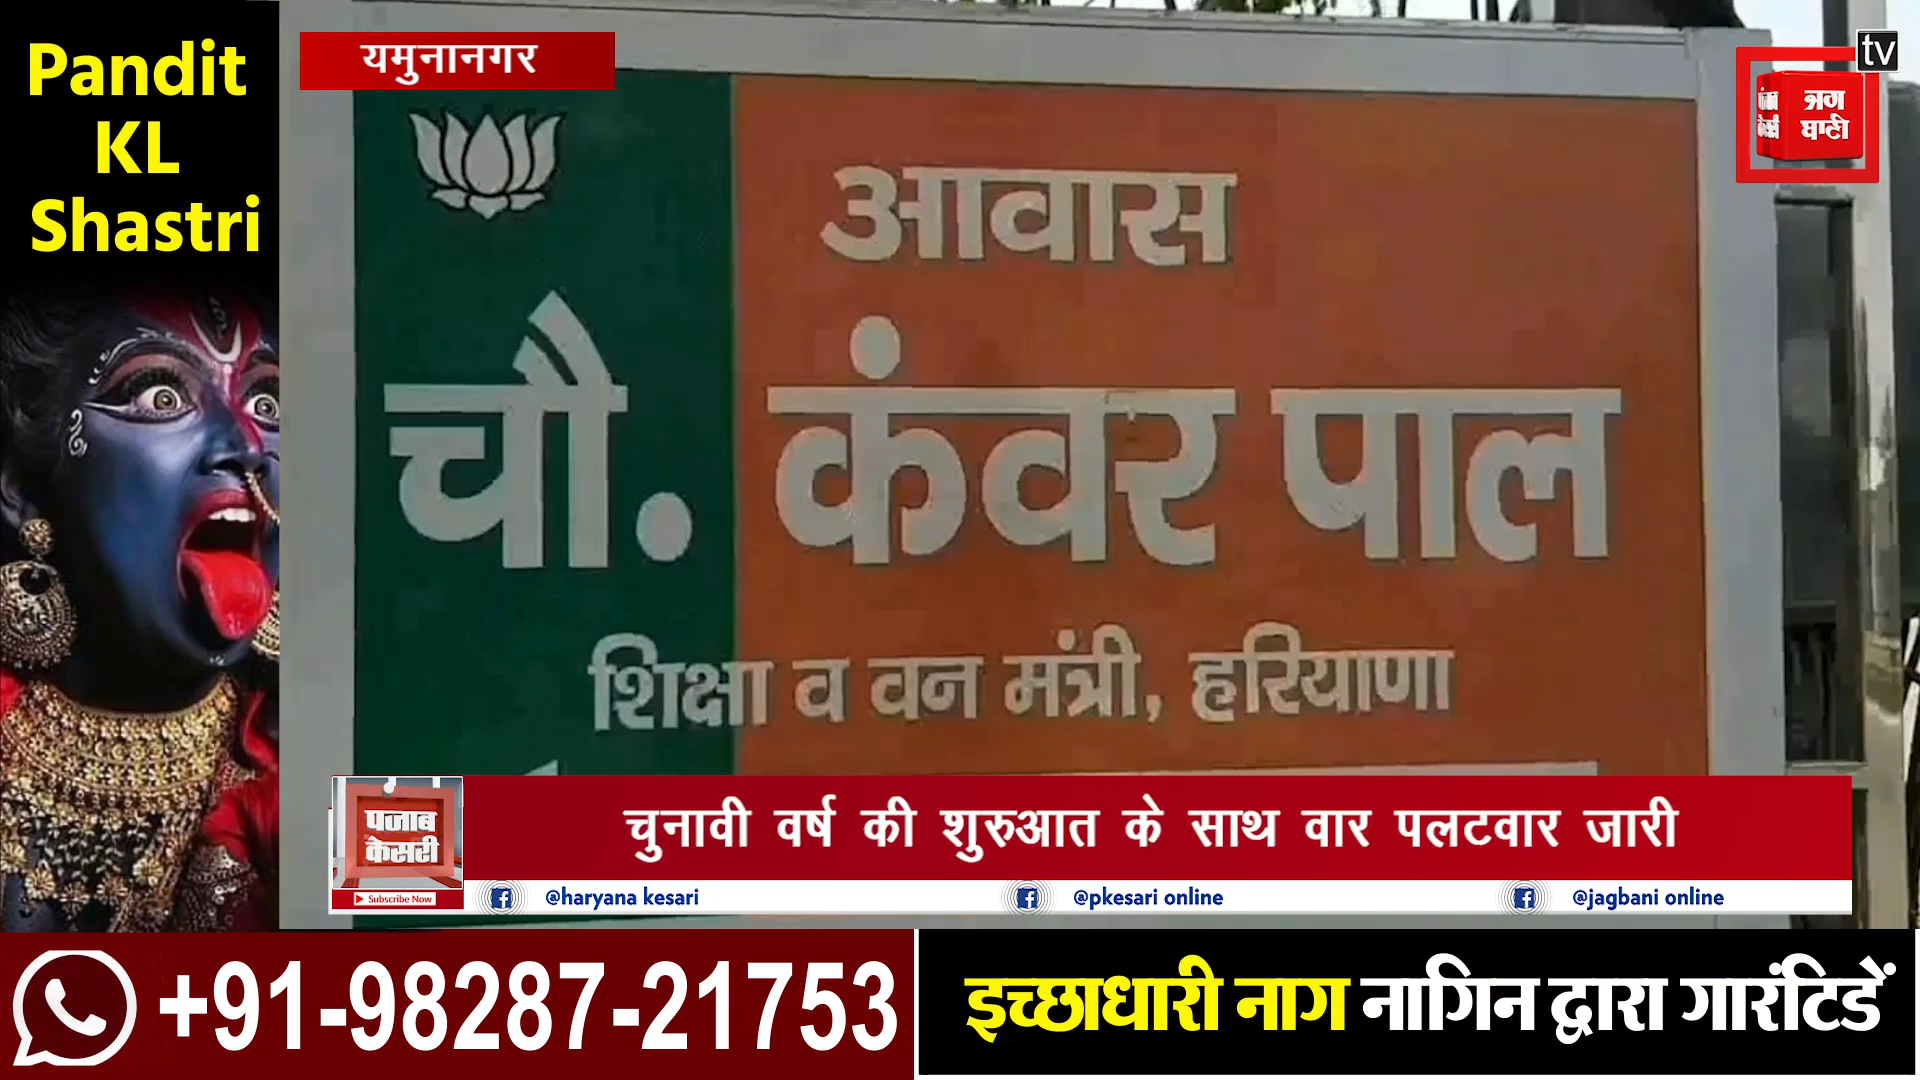 Pandit
KL
Shastri
यमुनानगर
tv
आवास
चौ. कंवर पाल
शिक्षा व वन मंत्री, हरियाणा
चुनावी वर्ष की शुरुआत के साथ वार पलटवार जारी
पंजाब
केसरी
Subscribe Now
@haryana kesari
@pkesari online
@jagbani online
+91-98287-21753
इच्छाधारी नाग नागिन द्वारा गारंटिडें